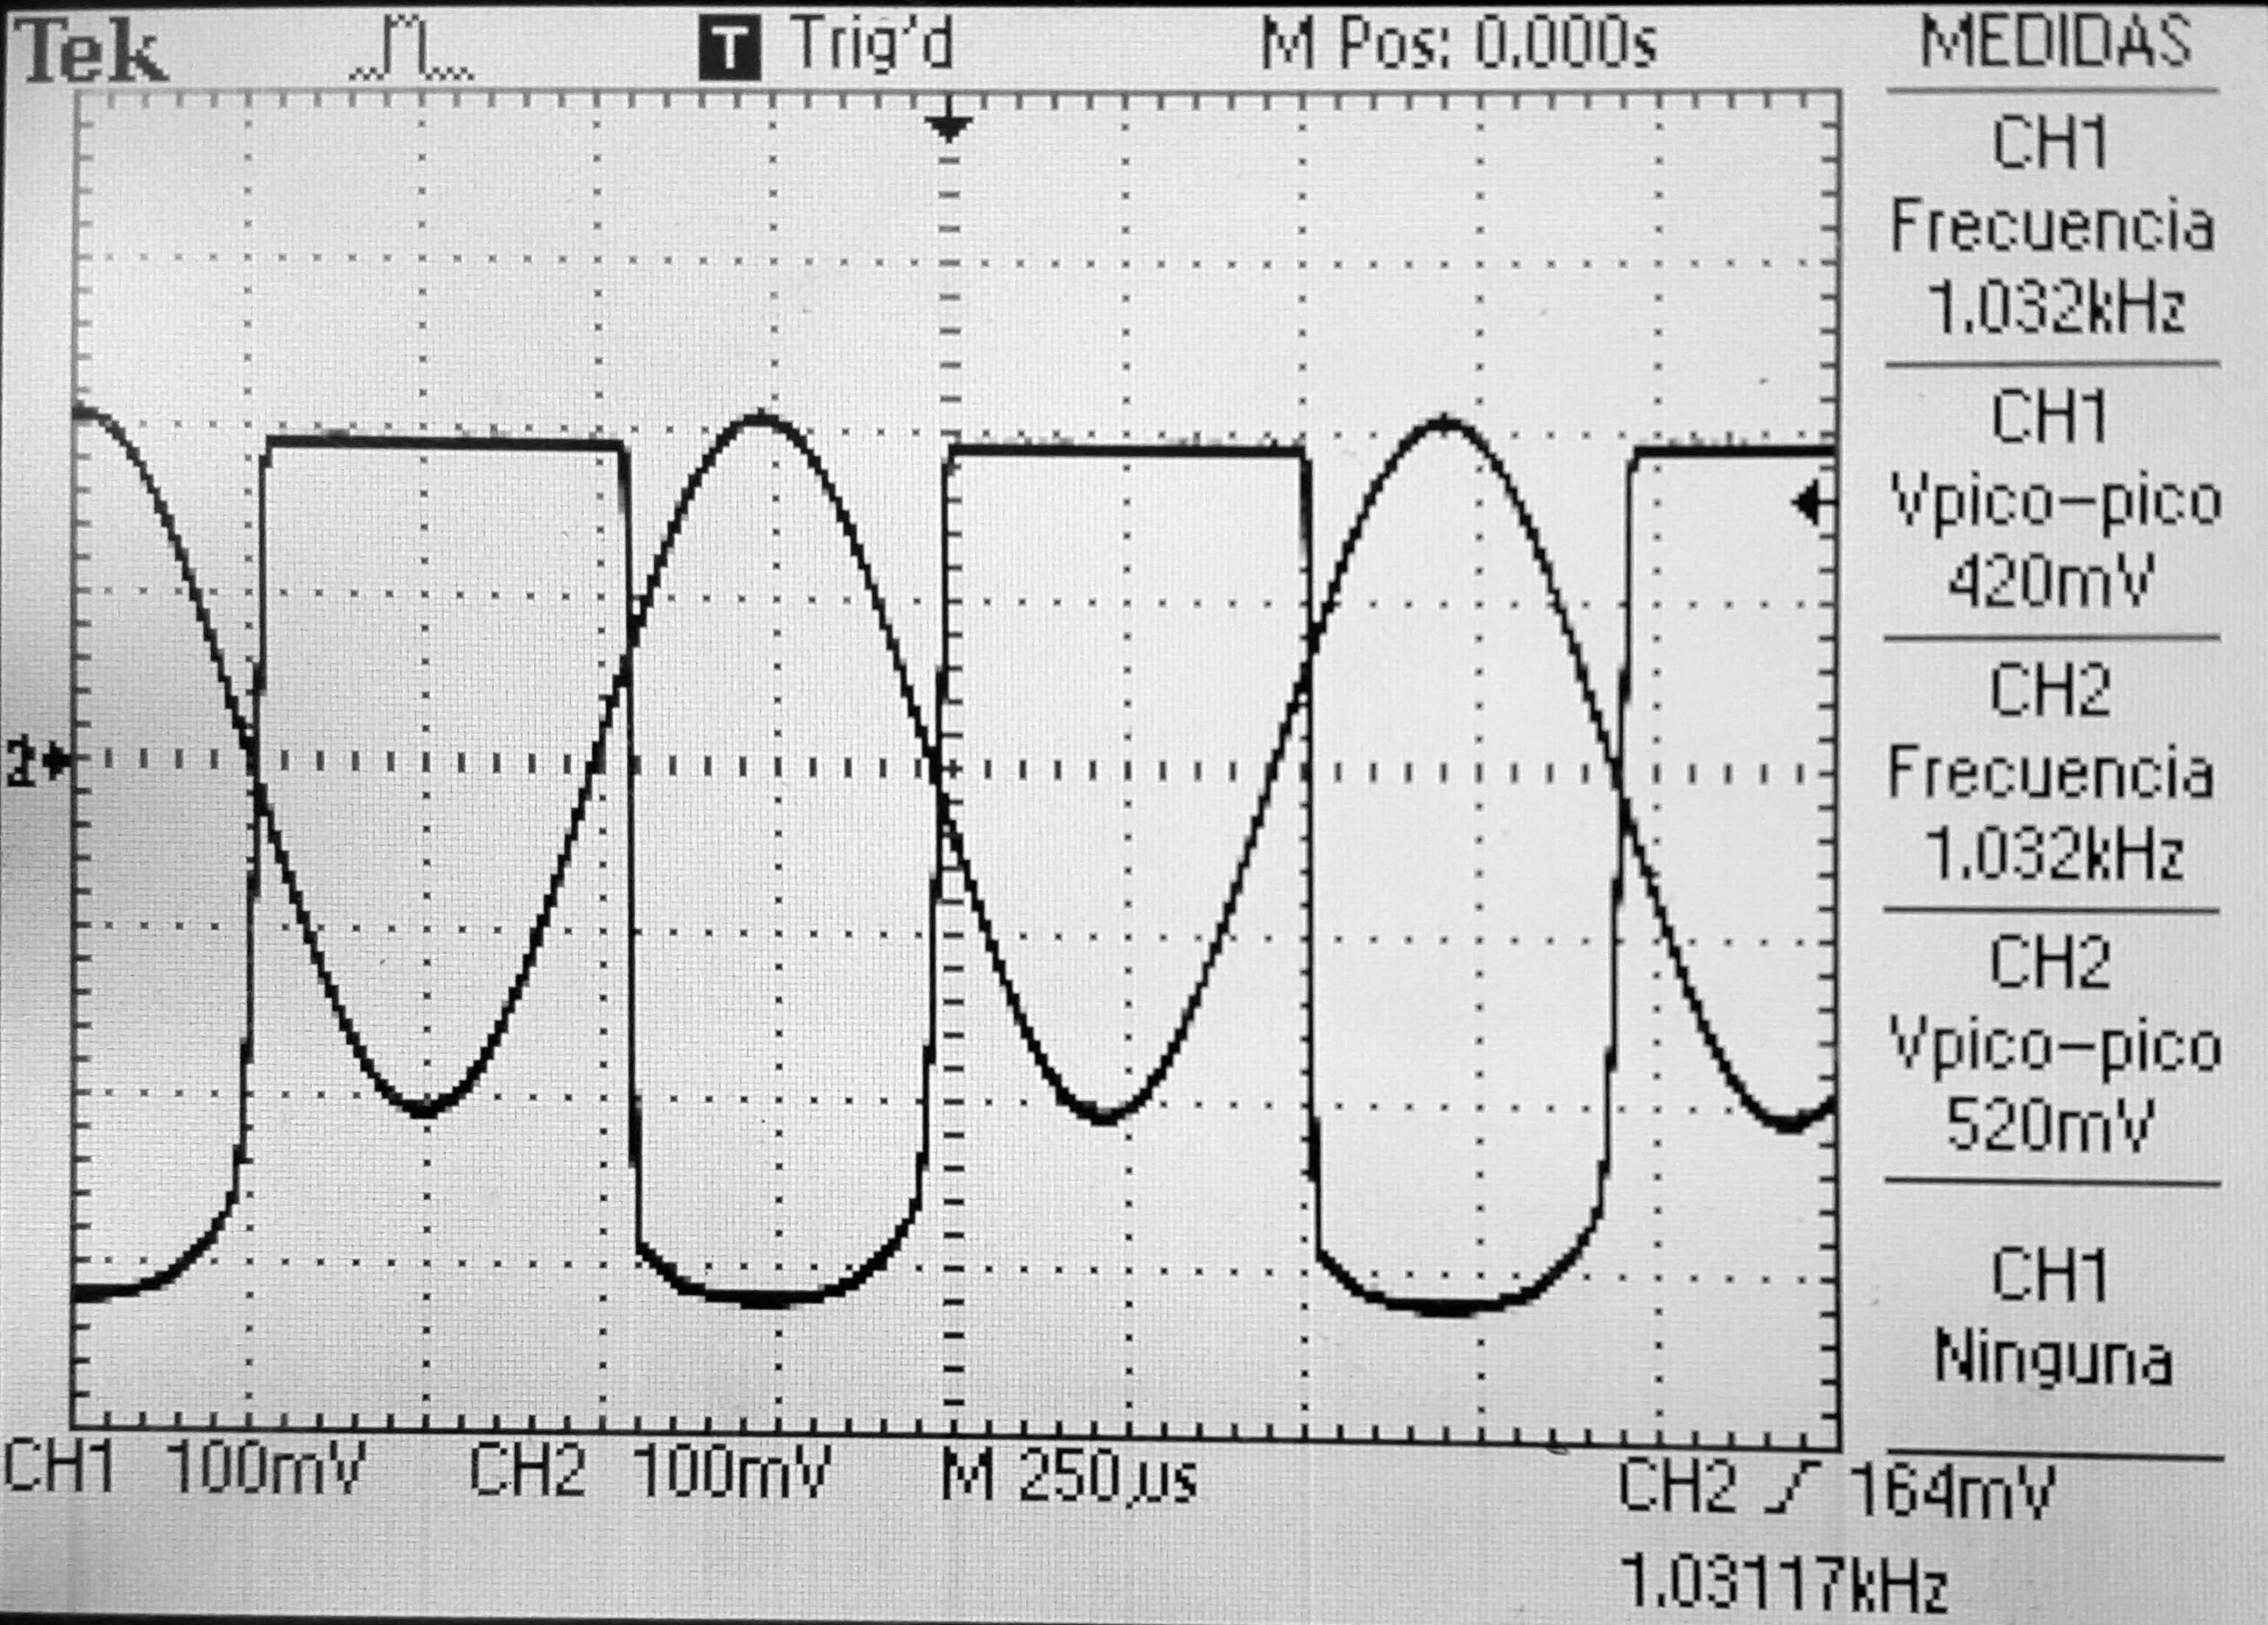 Tek T Trig'd M Pos: 0.000s MEDIDAS
CH1
Frecuencia
1.032kHz
CH1
Vpico-pico
420mV
CH2
Frecuencia
1.032kHz
CH2
Vpico-pico
520mV
CH1
Ninguna
2
CH1 100mV CH2 100mV M 250µs CH2 164mV
1.03117kHz